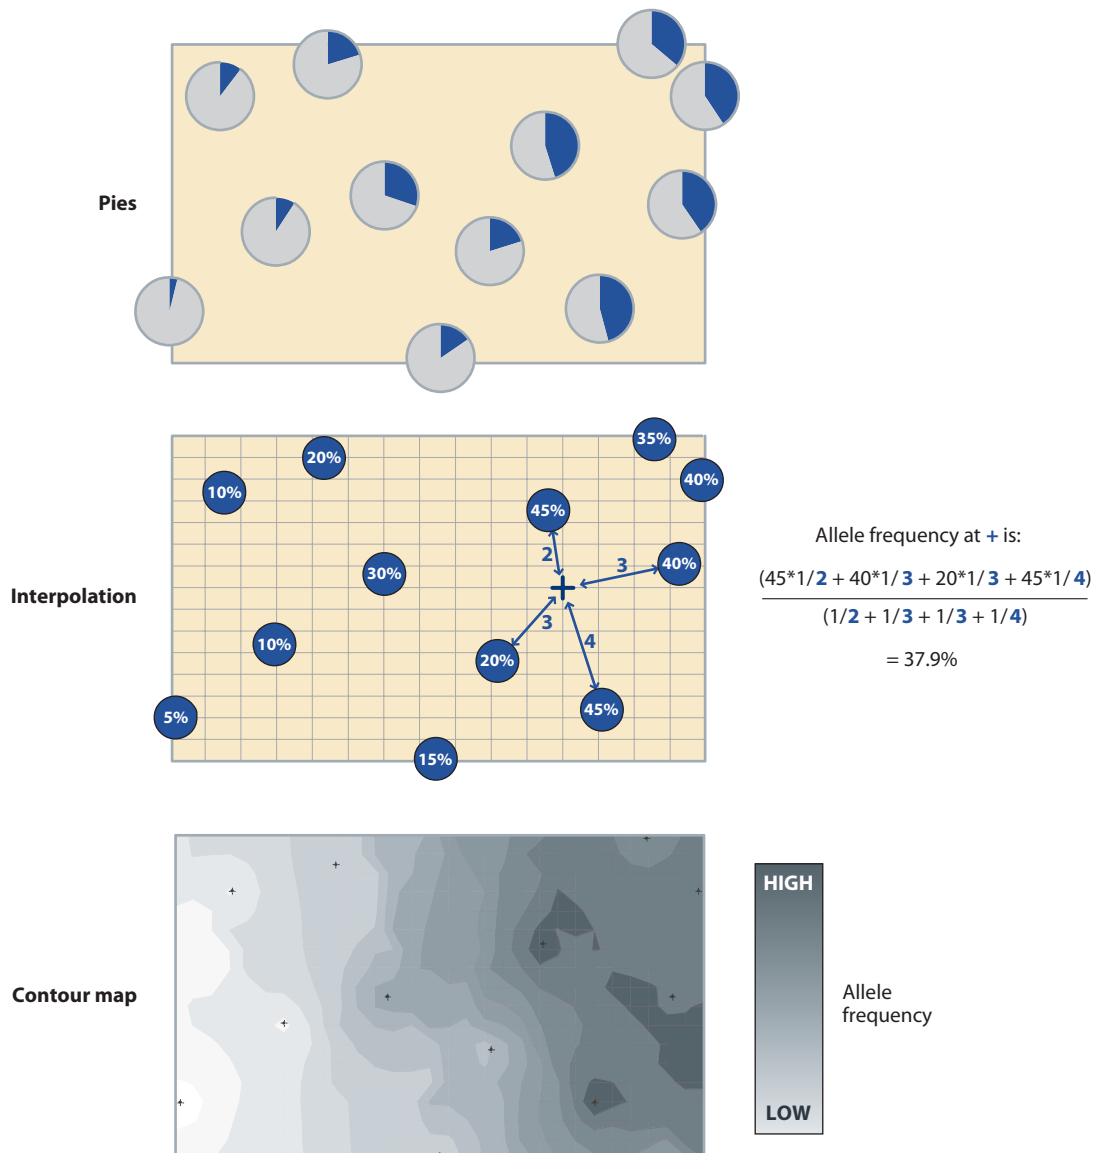 Pies
20%
35%
10%
40%
45%
2
3
40%
30%
Interpolation
3
4
10%
20%
5%
45%
15%
Allele frequency at + is:
(45*1/2 + 40*1/3 + 20*1/3 + 45*1/4)
(1/2 + 1/3 + 1/3 + 1/4)
= 37.9%
Contour map
HIGH
LOW
Allele
frequency